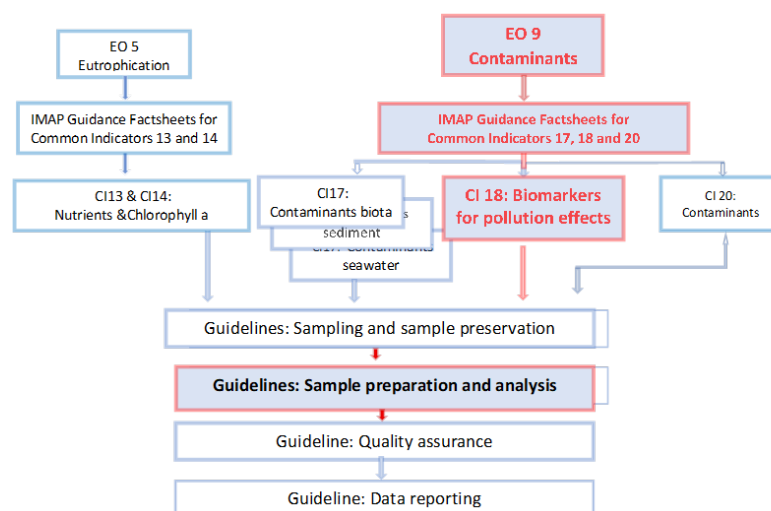 EO 5
Eutrophication
EO 9
Contaminants
IMAP Guidance Factsheets for
Common Indicators 13 and 14
IMAP Guidance Factsheets for
Common Indicators 17, 18 and 20
CI13 & CI14:
Nutrients &Chlorophyll a
CI17:
Contaminants biota
sediment
seawater
CI 18: Biomarkers
for pollution effects
CI 20:
Contaminants
Guidelines: Sampling and sample preservation
Guidelines: Sample preparation and analysis
Guideline: Quality assurance
Guideline: Data reporting